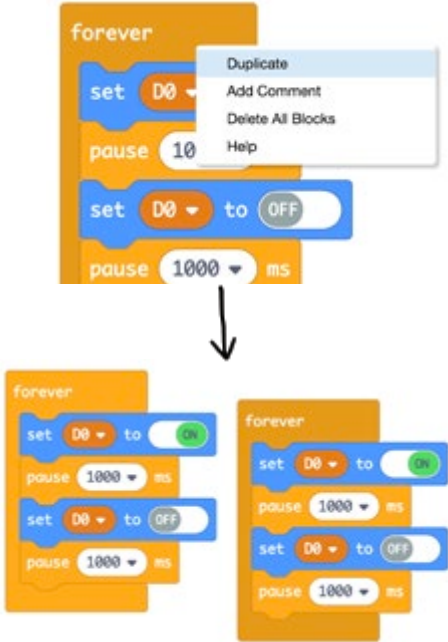 forever
Duplicate
set D0
Add Comment
Delete All Blocks
pause 10
Help
set D0 to OFF
pause 1000 ms
forever
set D0 to ON
pause 1000 ms
set D0 to OFF
pause 1000 ms
forever
set D0 to ON
pause 1000 ms
set D0 to OFF
pause 1000 ms